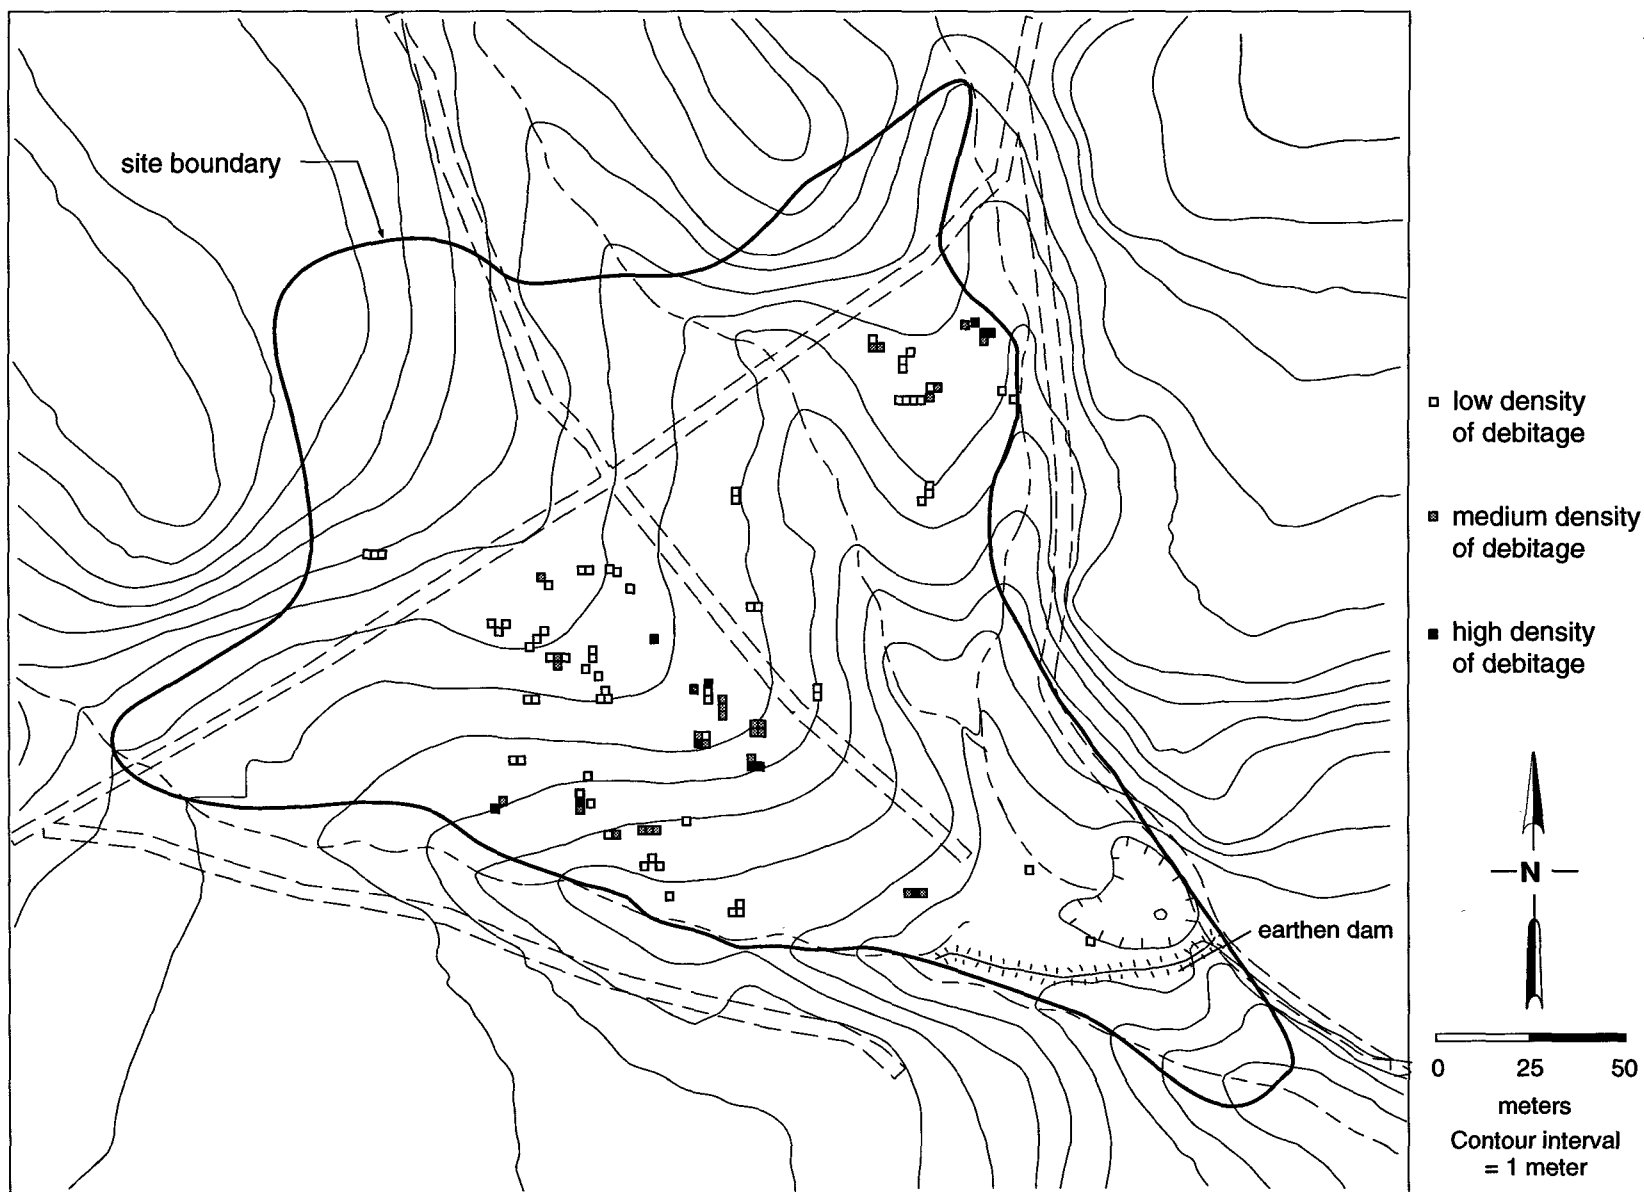 site boundary
low density
of debitage
medium density
of debitage
high density
of debitage
N
earthen dam
0 25 50
meters
Contour interval
= 1 meter